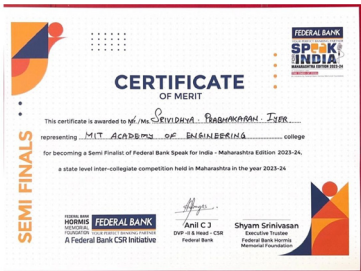 FEDERAL BANK
YOUR PERFECT BANKING PARTNER
SPEAK
FOR
INDIA
MAHARASHTRA EDITION 2023-24
CERTIFICATE
OF MERIT
This certificate is awarded to Mr./Ms. SRIVIDHYA. PRABHAKARAN. IYER
representing MIT ACADEMY OF ENGINEERING college
for becoming a Semi Finalist of Federal Bank Speak for India - Maharashtra Edition 2023-24,
a state level inter-collegiate competition held in Maharashtra in the year 2023-24
SEMI FINALS
FEDERAL BANK
HORMIS
MEMORIAL
FOUNDATION
FEDERAL BANK
YOUR PERFECT BANKING PARTNER
A Federal Bank CSR Initiative
Anil C J
DVP -II & Head - CSR
Federal Bank
Shyam Srinivasan
Executive Trustee
Federal Bank Hormis
Memorial Foundation